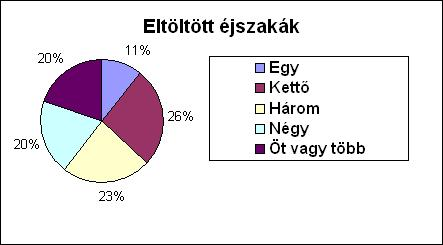 Eltöltött éjszakák
11%
26%
23%
20%
20%
Egy
Kettő
Három
Négy
Öt vagy több